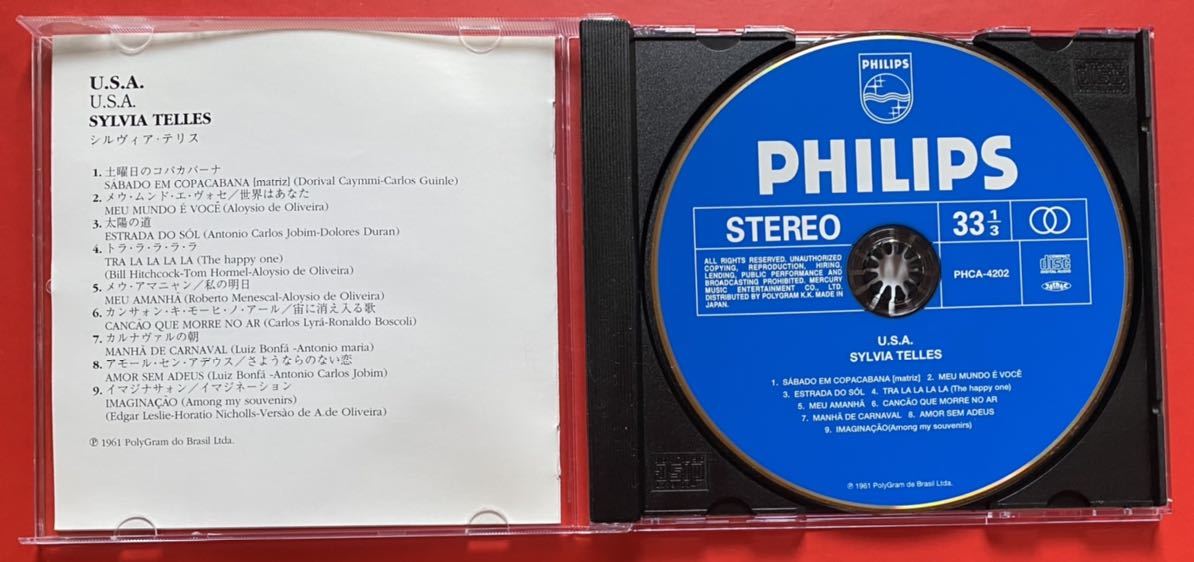 U.S.A.
U.S.A.
SYLVIA TELLES
シルヴィア・テリス
1. 土曜日のコパカバーナ
SÁBADO EM COPACABANA [matriz] (Dorival Caymmi-Carlos Guinle)
2. メウ・ムンド・エ・ヴォセ/世界はあなた
MEU MUNDO É VOCÊ (Aloysio de Oliveira)
3. 太陽の道
ESTRADA DO SÓL (Antonio Carlos Jobim-Dolores Duran)
4. トラ・ラ・ラ・ラ・ラ
TRA LA LA LA LA (The happy one)
(Bill Hitchcock-Tom Hormel-Aloysio de Oliveira)
5. メウ・アマニャン/私の明日
MEU AMANHÃ (Roberto Menescal-Aloysio de Oliveira)
6. カンサォン・キ・モーヒ・ノ・アール/宙に消え入る歌
CANCÃO QUE MORRE NO AR (Carlos Lyrá-Ronaldo Boscoli)
7. カルナヴァルの朝
MANHÃ DE CARNAVAL (Luiz Bonfá -Antonio maria)
8. アモール・セン・アデウス/さようならのない恋
AMOR SEM ADEUS (Luiz Bonfá -Antonio Carlos Jobim)
9. イマジナサォン/イマジネーション
IMAGINAÇÃO (Among my souvenirs)
(Edgar Leslie-Horatio Nicholls-Versão de A.de Oliveira)
℗ 1961 PolyGram do Brasil Ltda.
PHILIPS
PHILIPS
STEREO
33 1/3
ALL RIGHTS RESERVED. UNAUTHORIZED
COPYING, REPRODUCTION, HIRING,
LENDING, PUBLIC PERFORMANCE AND
BROADCASTING PROHIBITED. MERCURY
MUSIC ENTERTAINMENT CO., LTD.
DISTRIBUTED BY POLYGRAM K.K. MADE IN
JAPAN.
PHCA-4202
COMPACT
disc
DIGITAL AUDIO
U.S.A.
SYLVIA TELLES
1. SÁBADO EM COPACABANA [matriz] 2. MEU MUNDO É VOCÊ
3. ESTRADA DO SÓL 4. TRA LA LA LA LA (The happy one)
5. MEU AMANHÃ 6. CANCÃO QUE MORRE NO AR
7. MANHÃ DE CARNAVAL 8. AMOR SEM ADEUS
9. IMAGINAÇÃO(Among my souvenirs)
℗ 1961 PolyGram de Brasil Ltda.